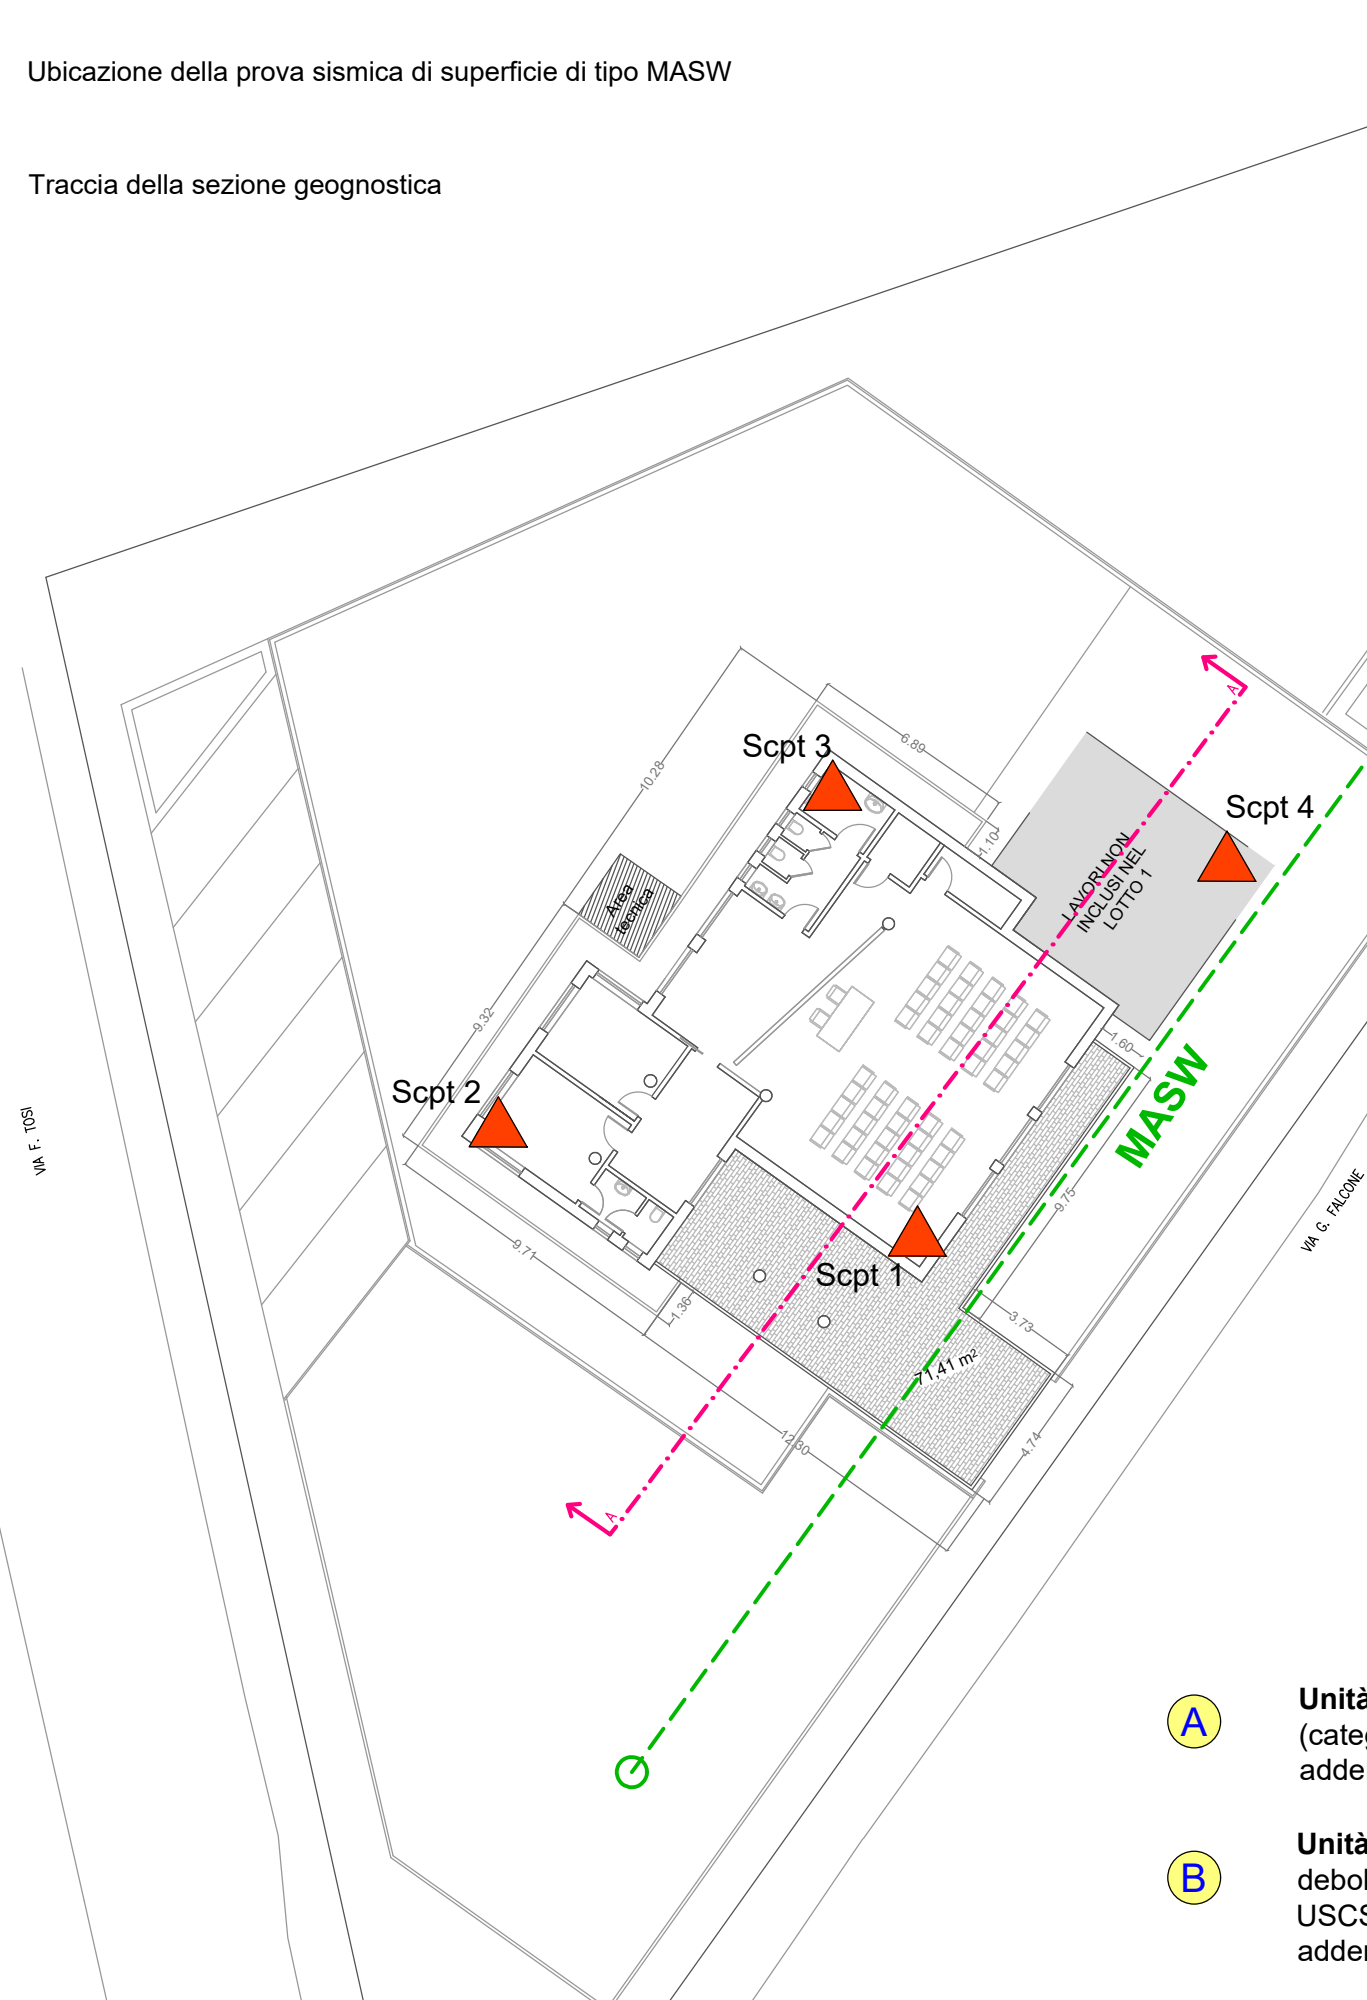 Ubicazione della prova sismica di superficie di tipo MASW
Traccia della sezione geognostica
A
Scpt 3
6.89
10.28
Scpt 4
1.10
LAVORI NON
INCLUSI NEL
LOTTO 1
Area
tecnica
9.32
1.60
MASW
Scpt 2
VIA F. TOSI
9.75
VIA G. FALCONE
9.71
Scpt 1
1.36
3.73
71,41 m²
12.30
4.74
A
A
Unità
(categ
adde
B
Unità
debol
USCS
adder